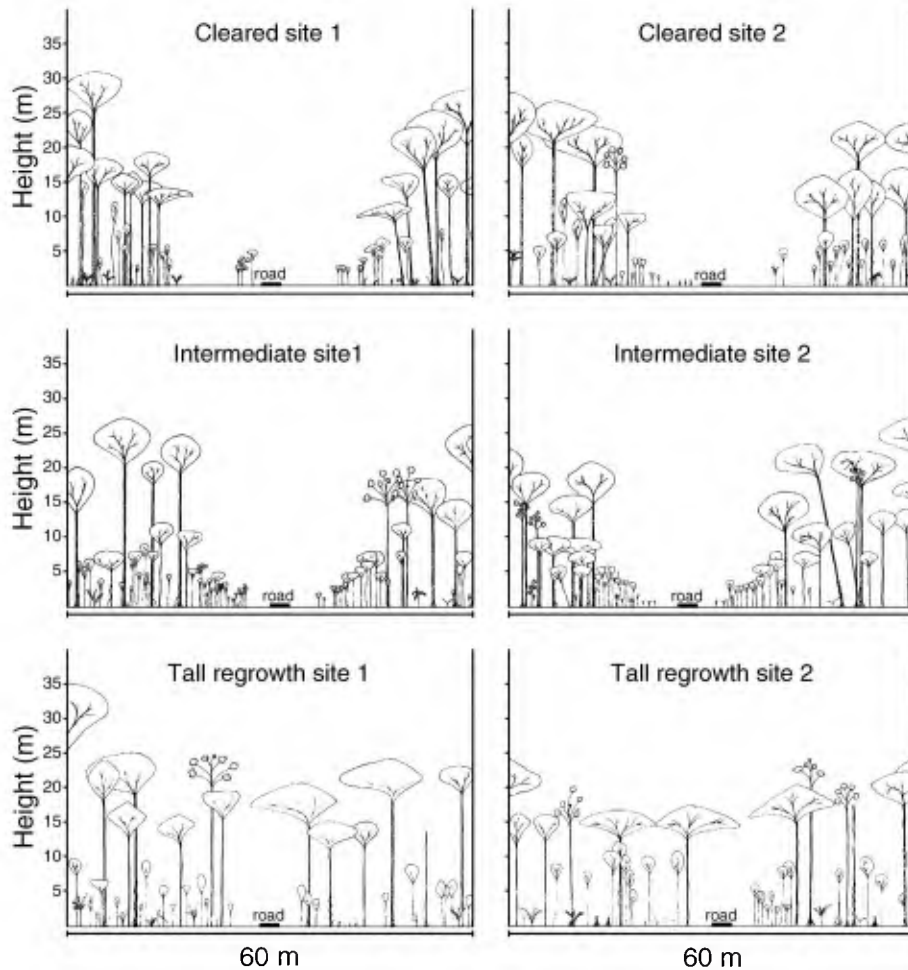 Cleared site 1
Cleared site 2
Height (m)
35
30
25
20
15
10
5
road
road
Intermediate site1
Intermediate site 2
Height (m)
35
30
25
20
15
10
5
road
road
Tall regrowth site 1
Tall regrowth site 2
Height (m)
35
30
25
20
15
10
5
road
road
60 m
60 m